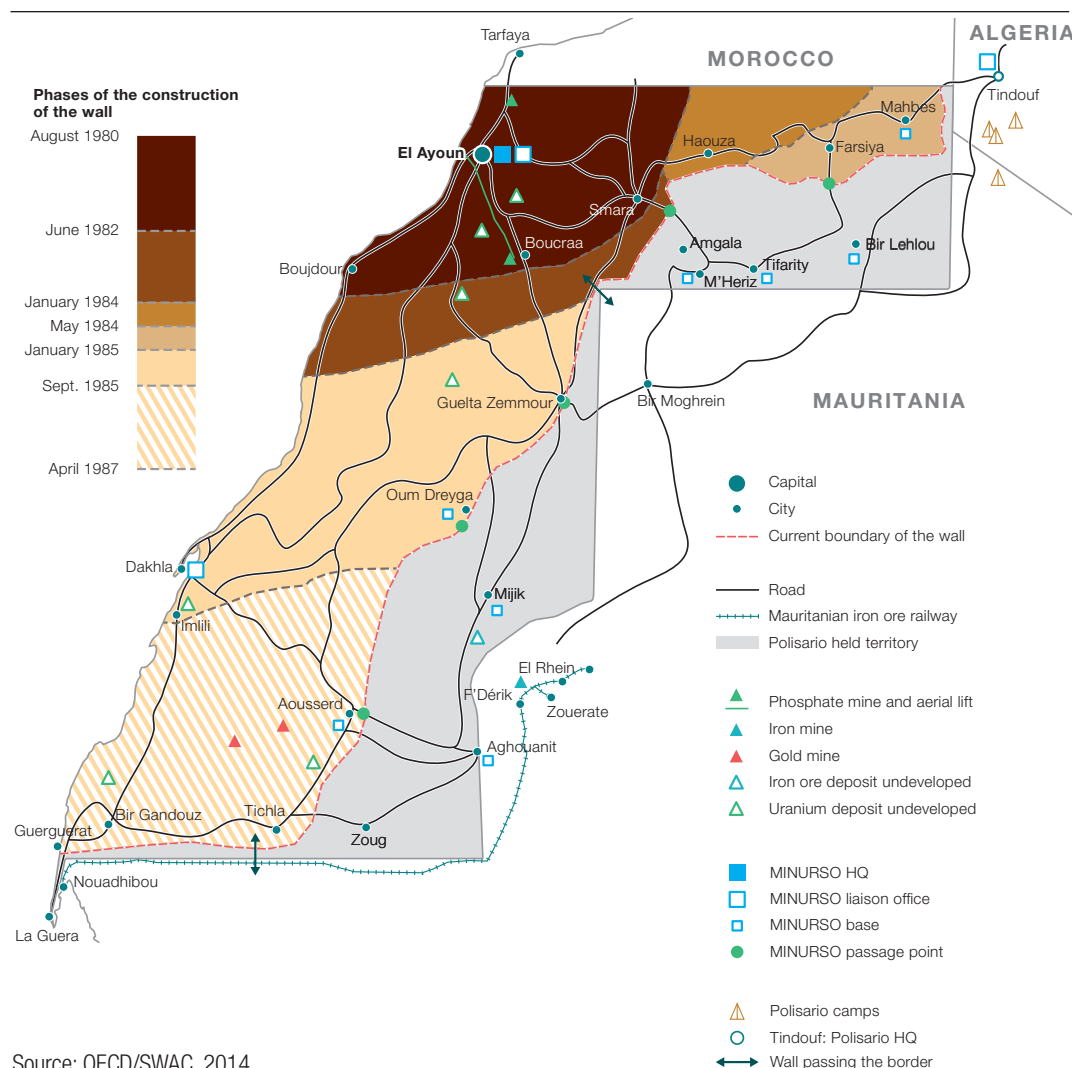 Tarfaya
ALGERIA
MOROCCO
Tindouf
Phases of the construction
of the wall
August 1980
June 1982
January 1984
May 1984
January 1985
Sept. 1985
April 1987
Mahbes
El Ayoun
Haouza
Farsiya
Smara
Boucraa
Boujdour
Amgala
Bir Lehlou
Tifarity
M'Heriz
Guelta Zemmour
Bir Moghrein
MAURITANIA
Oum Dreyga
Dakhla
Imlili
Mijik
El Rhein
F'Dérik
Zouerate
Aousserd
Aghouanit
Bir Gandouz
Tichla
Guerguerat
Zoug
Nouadhibou
La Guera
Capital
City
Current boundary of the wall
Road
Mauritanian iron ore railway
Polisario held territory
Phosphate mine and aerial lift
Iron mine
Gold mine
Iron ore deposit undeveloped
Uranium deposit undeveloped
MINURSO HQ
MINURSO liaison office
MINURSO base
MINURSO passage point
Polisario camps
Tindouf: Polisario HQ
Wall passing the border
Source: OECD/SWAC, 2014